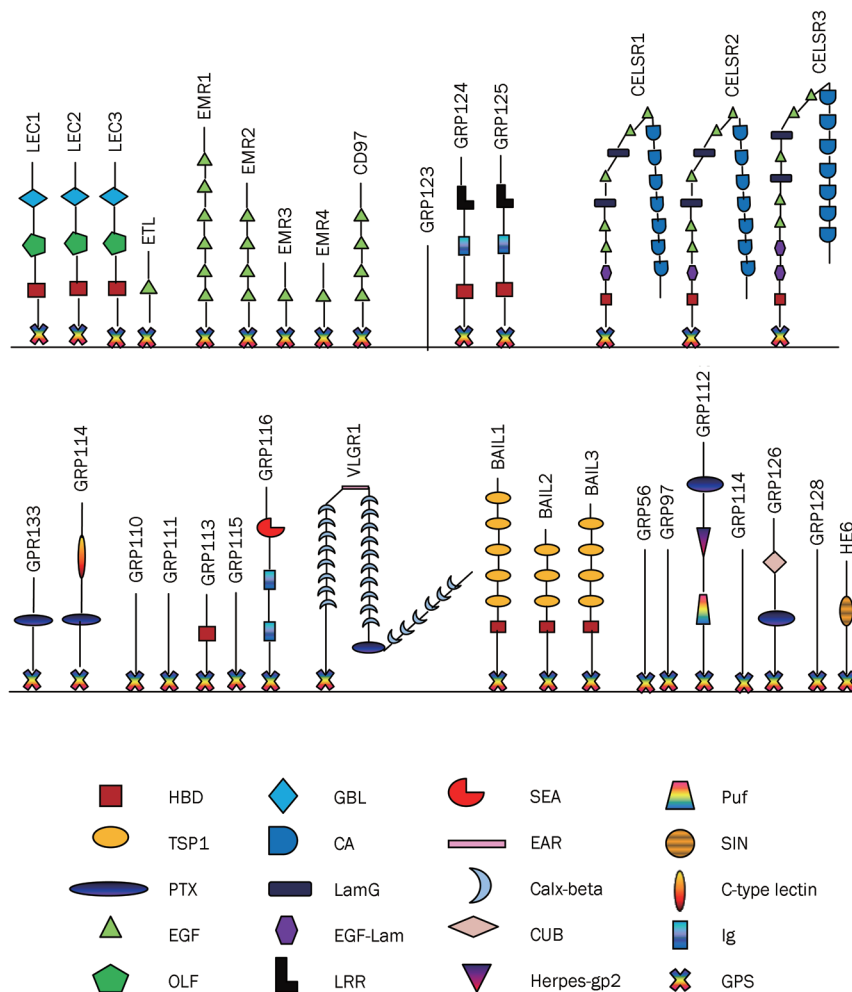 LEC1
LEC2
LEC3
ETL
EMR1
EMR2
EMR3
EMR4
CD97
GRP123
GRP124
GRP125
CELSR1
CELSR2
CELSR3
GPR133
GRP114
GRP110
GRP111
GRP113
GRP115
GRP116
VLGR1
BAIL1
BAIL2
BAIL3
GRP56
GRP97
GRP112
GRP114
GRP126
GRP128
HE6
HBD
GBL
SEA
Puf
TSP1
CA
EAR
SIN
PTX
LamG
Calx-beta
C-type lectin
EGF
EGF-Lam
CUB
Ig
OLF
LRR
Herpes-gp2
GPS